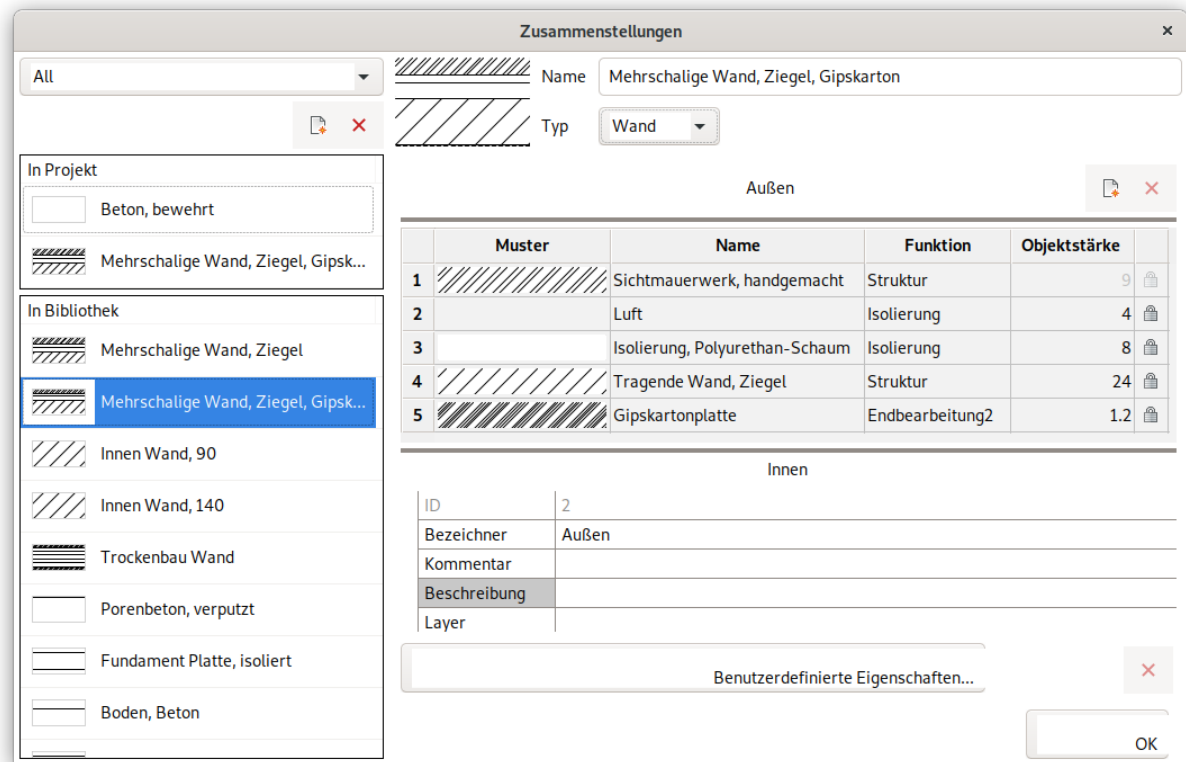 Zusammenstellungen
×
All
Name Mehrschalige Wand, Ziegel, Gipskarton
Typ Wand
In Projekt
Beton, bewehrt
Mehrschalige Wand, Ziegel, Gipsk...
In Bibliothek
Mehrschalige Wand, Ziegel
Mehrschalige Wand, Ziegel, Gipsk...
Innen Wand, 90
Innen Wand, 140
Trockenbau Wand
Porenbeton, verputzt
Fundament Platte, isoliert
Boden, Beton
Außen
Muster Name Funktion Objektstärke
1 Sichtmauerwerk, handgemacht Struktur 9
2 Luft Isolierung 4
3 Isolierung, Polyurethan-Schaum Isolierung 8
4 Tragende Wand, Ziegel Struktur 24
5 Gipskartonplatte Endbearbeitung2 1.2
Innen
ID 2
Bezeichner Außen
Kommentar
Beschreibung
Layer
Benutzerdefinierte Eigenschaften...
OK